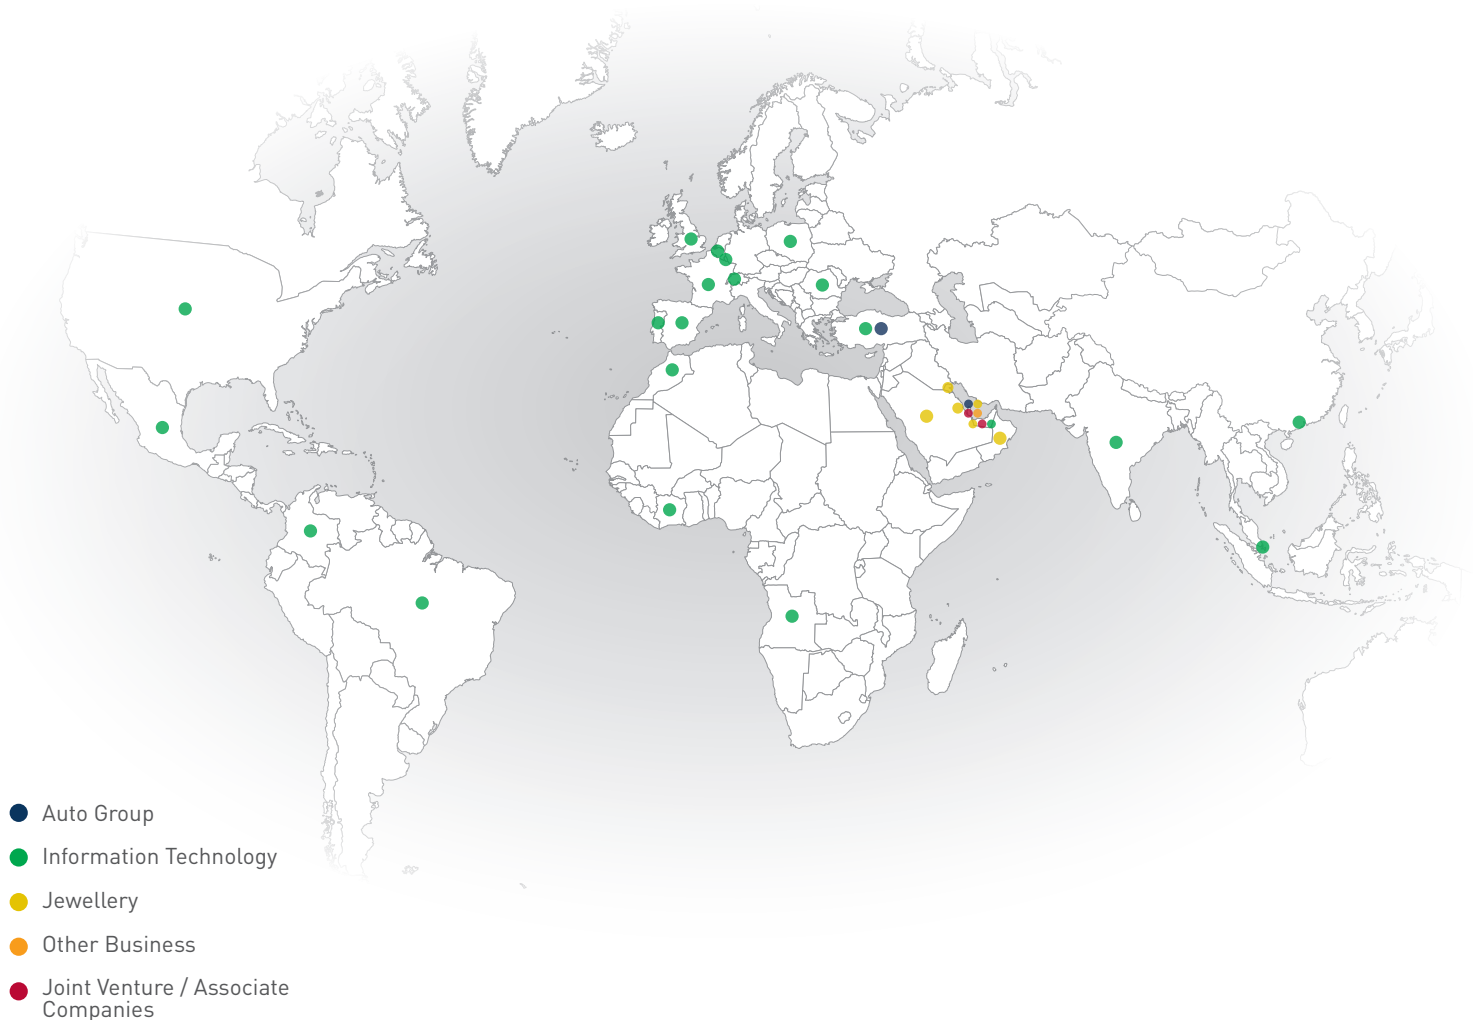 Auto Group
Information Technology
Jewellery
Other Business
Joint Venture / Associate
Companies